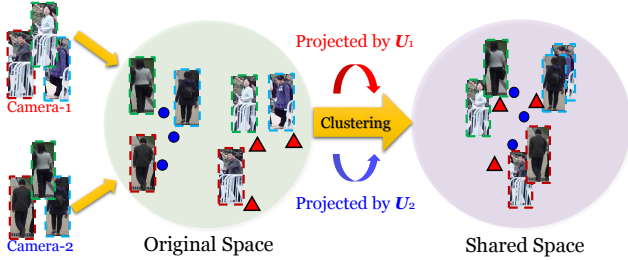 Camera-1
Projected by U1
Clustering
Projected by U2
Camera-2
Original Space
Shared Space